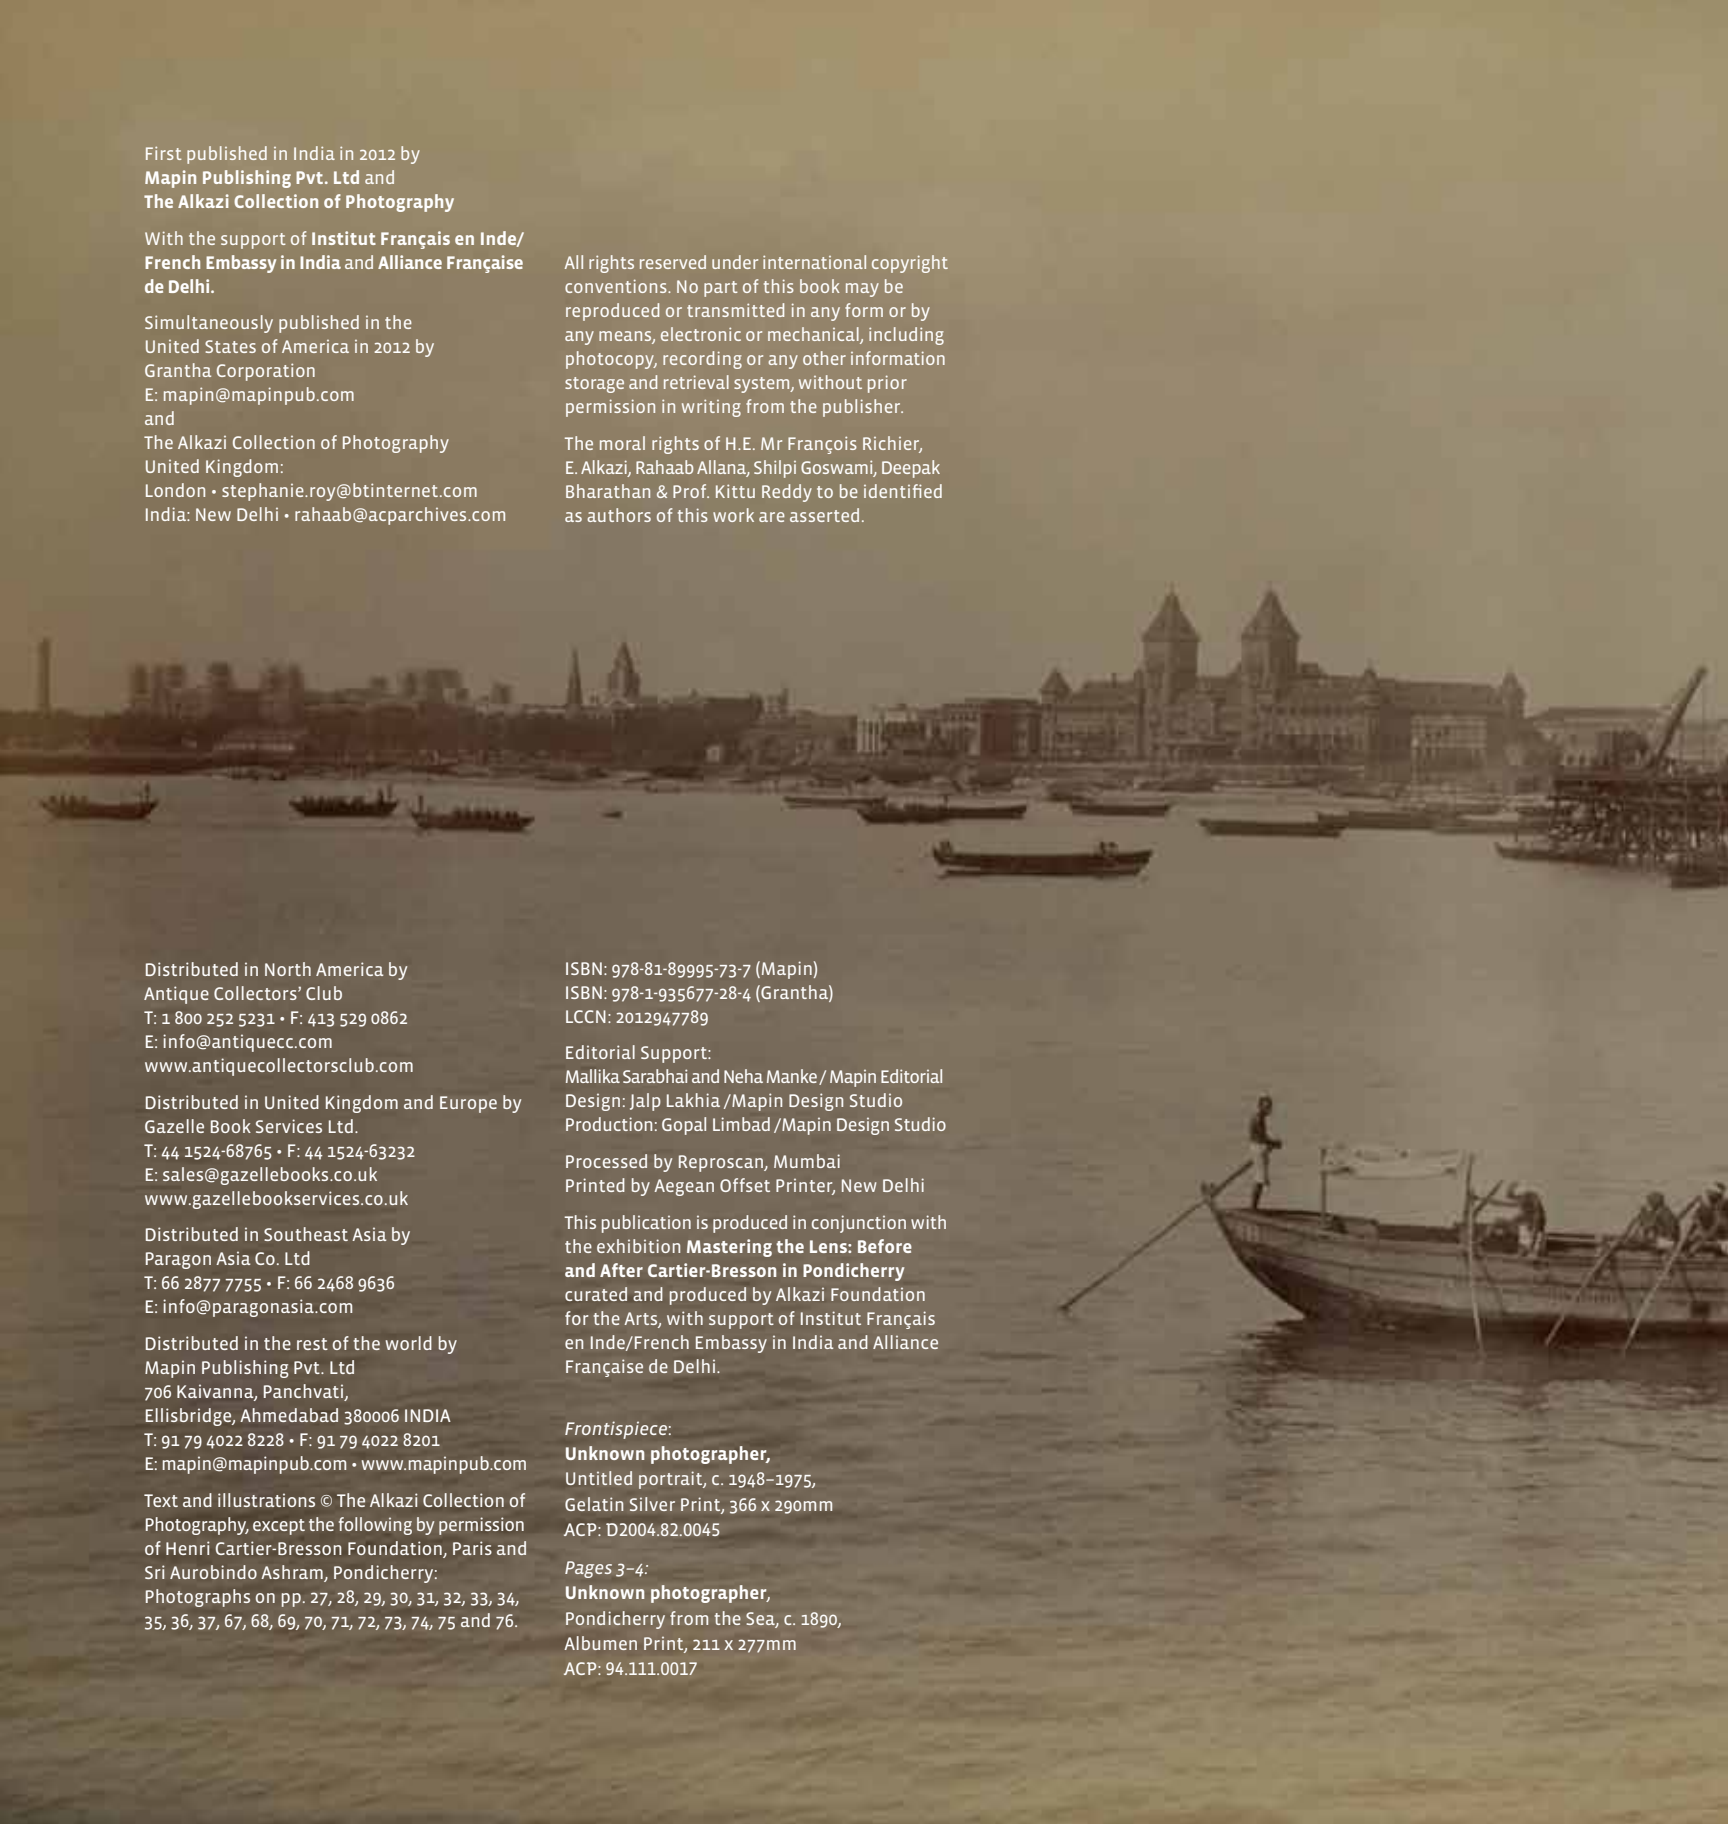 First published in India in 2012 by
Mapin Publishing Pvt. Ltd and
The Alkazi Collection of Photography
With the support of Institut Français en Inde/
French Embassy in India and Alliance Française
de Delhi.
Simultaneously published in the
United States of America in 2012 by
Grantha Corporation
E: mapin@mapinpub.com
and
The Alkazi Collection of Photography
United Kingdom:
London • stephanie.roy@btinternet.com
India: New Delhi • rahaab@acparchives.com
All rights reserved under international copyright
conventions. No part of this book may be
reproduced or transmitted in any form or by
any means, electronic or mechanical, including
photocopy, recording or any other information
storage and retrieval system, without prior
permission in writing from the publisher.
The moral rights of H.E. Mr François Richier,
E. Alkazi, Rahaab Allana, Shilpi Goswami, Deepak
Bharathan & Prof. Kittu Reddy to be identified
as authors of this work are asserted.
Distributed in North America by
Antique Collectors' Club
T: 1 800 252 5231 • F: 413 529 0862
E: info@antiquecc.com
www.antiquecollectorsclub.com
Distributed in United Kingdom and Europe by
Gazelle Book Services Ltd.
T: 44 1524-68765 • F: 44 1524-63232
E: sales@gazellebooks.co.uk
www.gazellebookservices.co.uk
Distributed in Southeast Asia by
Paragon Asia Co. Ltd
T: 66 2877 7755 • F: 66 2468 9636
E: info@paragonasia.com
Distributed in the rest of the world by
Mapin Publishing Pvt. Ltd
706 Kaivanna, Panchvati,
Ellisbridge, Ahmedabad 380006 INDIA
T: 91 79 4022 8228 • F: 91 79 4022 8201
E: mapin@mapinpub.com • www.mapinpub.com
Text and illustrations © The Alkazi Collection of
Photography, except the following by permission
of Henri Cartier-Bresson Foundation, Paris and
Sri Aurobindo Ashram, Pondicherry:
Photographs on pp. 27, 28, 29, 30, 31, 32, 33, 34,
35, 36, 37, 67, 68, 69, 70, 71, 72, 73, 74, 75 and 76.
ISBN: 978-81-89995-73-7 (Mapin)
ISBN: 978-1-935677-28-4 (Grantha)
LCCN: 2012947789
Editorial Support:
Mallika Sarabhai and Neha Manke / Mapin Editorial
Design: Jalp Lakhia /Mapin Design Studio
Production: Gopal Limbad /Mapin Design Studio
Processed by Reproscan, Mumbai
Printed by Aegean Offset Printer, New Delhi
This publication is produced in conjunction with
the exhibition Mastering the Lens: Before
and After Cartier-Bresson in Pondicherry
curated and produced by Alkazi Foundation
for the Arts, with support of Institut Français
en Inde/French Embassy in India and Alliance
Française de Delhi.
Frontispiece:
Unknown photographer,
Untitled portrait, c. 1948–1975,
Gelatin Silver Print, 366 x 290mm
ACP: D2004.82.0045
Pages 3–4:
Unknown photographer,
Pondicherry from the Sea, c. 1890,
Albumen Print, 211 x 277mm
ACP: 94.111.0017